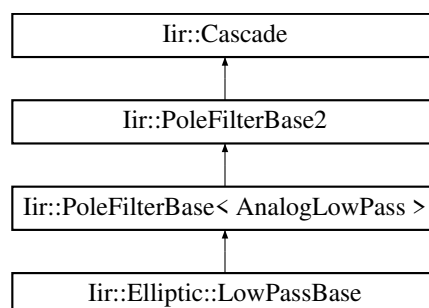 Iir::Cascade
Iir::PoleFilterBase2
Iir::PoleFilterBase< AnalogLowPass >
Iir::Elliptic::LowPassBase